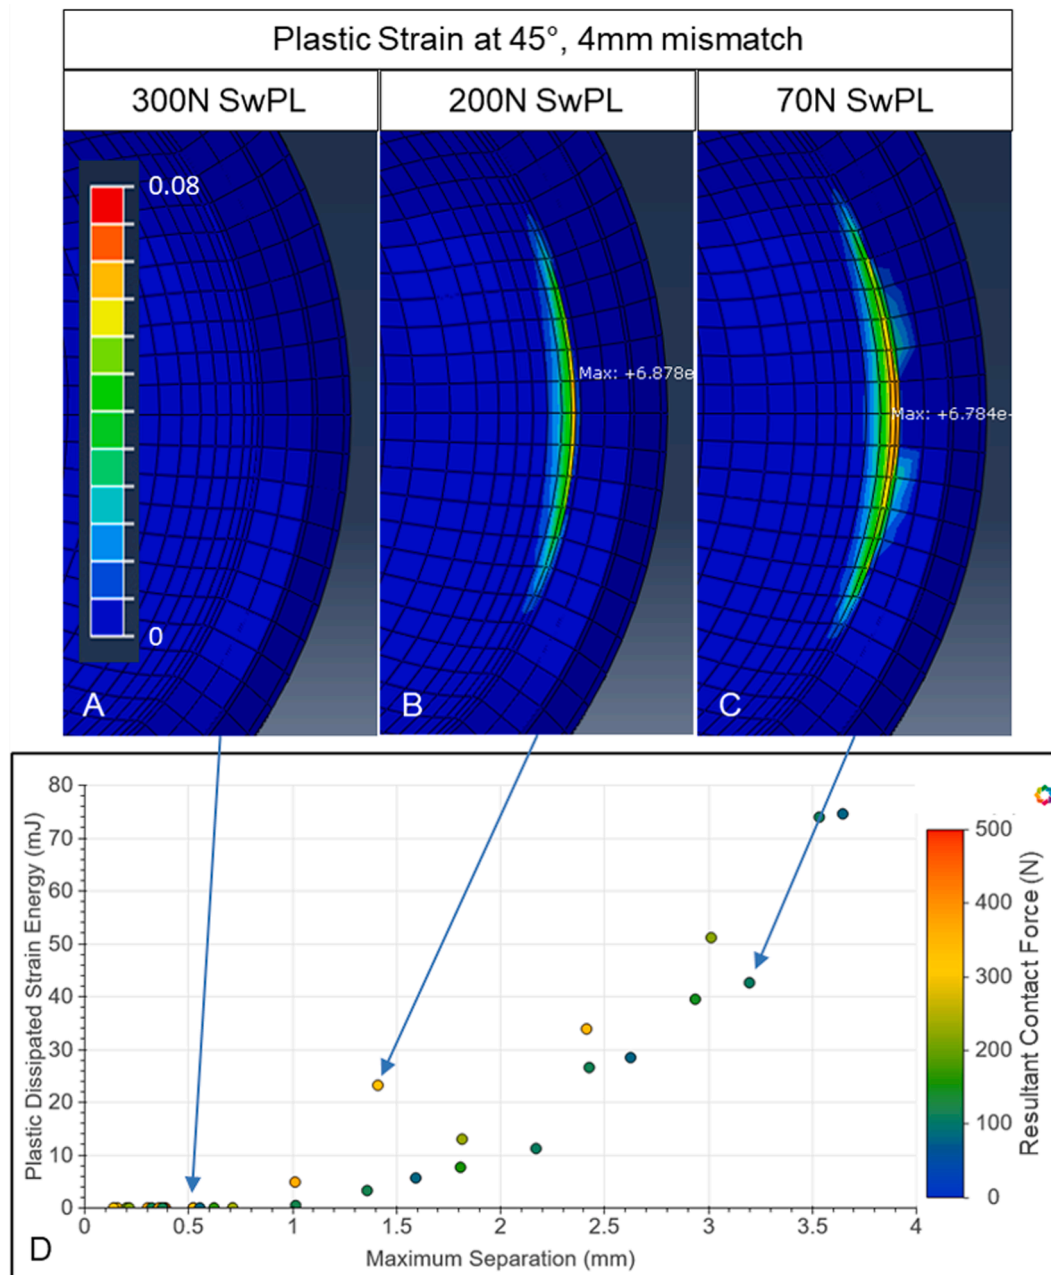 Plastic Strain at 45°, 4mm mismatch
300N SwPL
200N SwPL
70N SwPL
0.08
0
Max: +6.878e
Max: +6.784e-
A
B
C
80
70
60
50
40
30
20
10
0
Plastic Dissipated Strain Energy (mJ)
0 0.5 1 1.5 2 2.5 3 3.5 4
Maximum Separation (mm)
500
400
300
200
100
0
Resultant Contact Force (N)
D